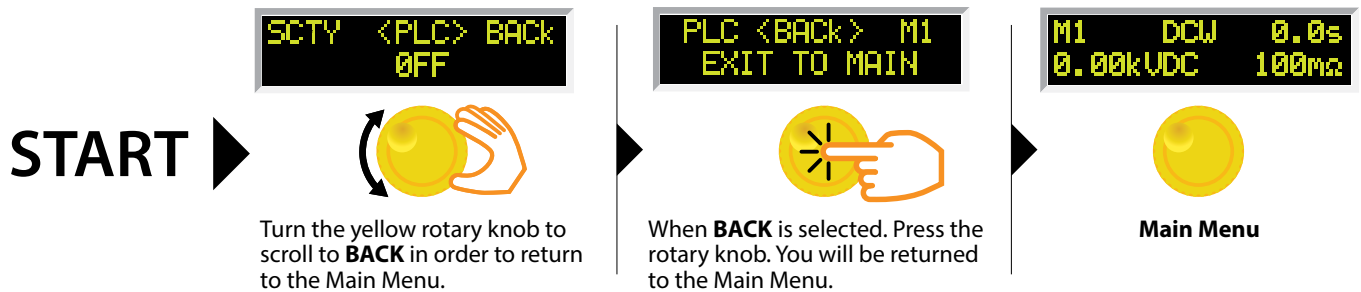 START
SCTY <PLC> BACk
0FF
Turn the yellow rotary knob to
scroll to BACK in order to return
to the Main Menu.
PLC <BACk> M1
EXIT TO MAIN
When BACK is selected. Press the
rotary knob. You will be returned
to the Main Menu.
M1 DCW 0.0s
0.00kVDC 100mΩ
Main Menu